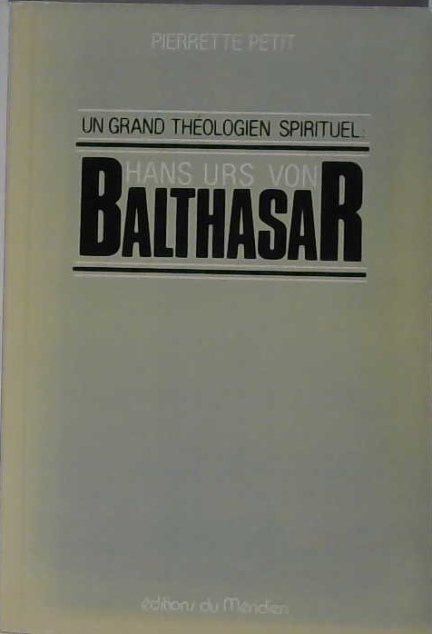 PIERRETTE PETIT
UN GRAND THÉOLOGIEN SPIRITUEL:
HANS URS VON
BALTHASAR
éditions du Méridien